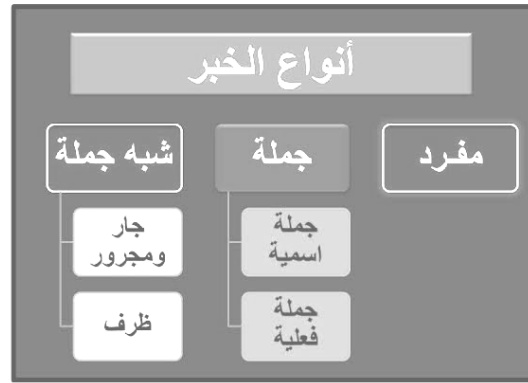 أنواع الخبر
مفرد
جملة
جملة
اسمية
جملة
فعلية
شبه جملة
جار
ومجرور
ظرف